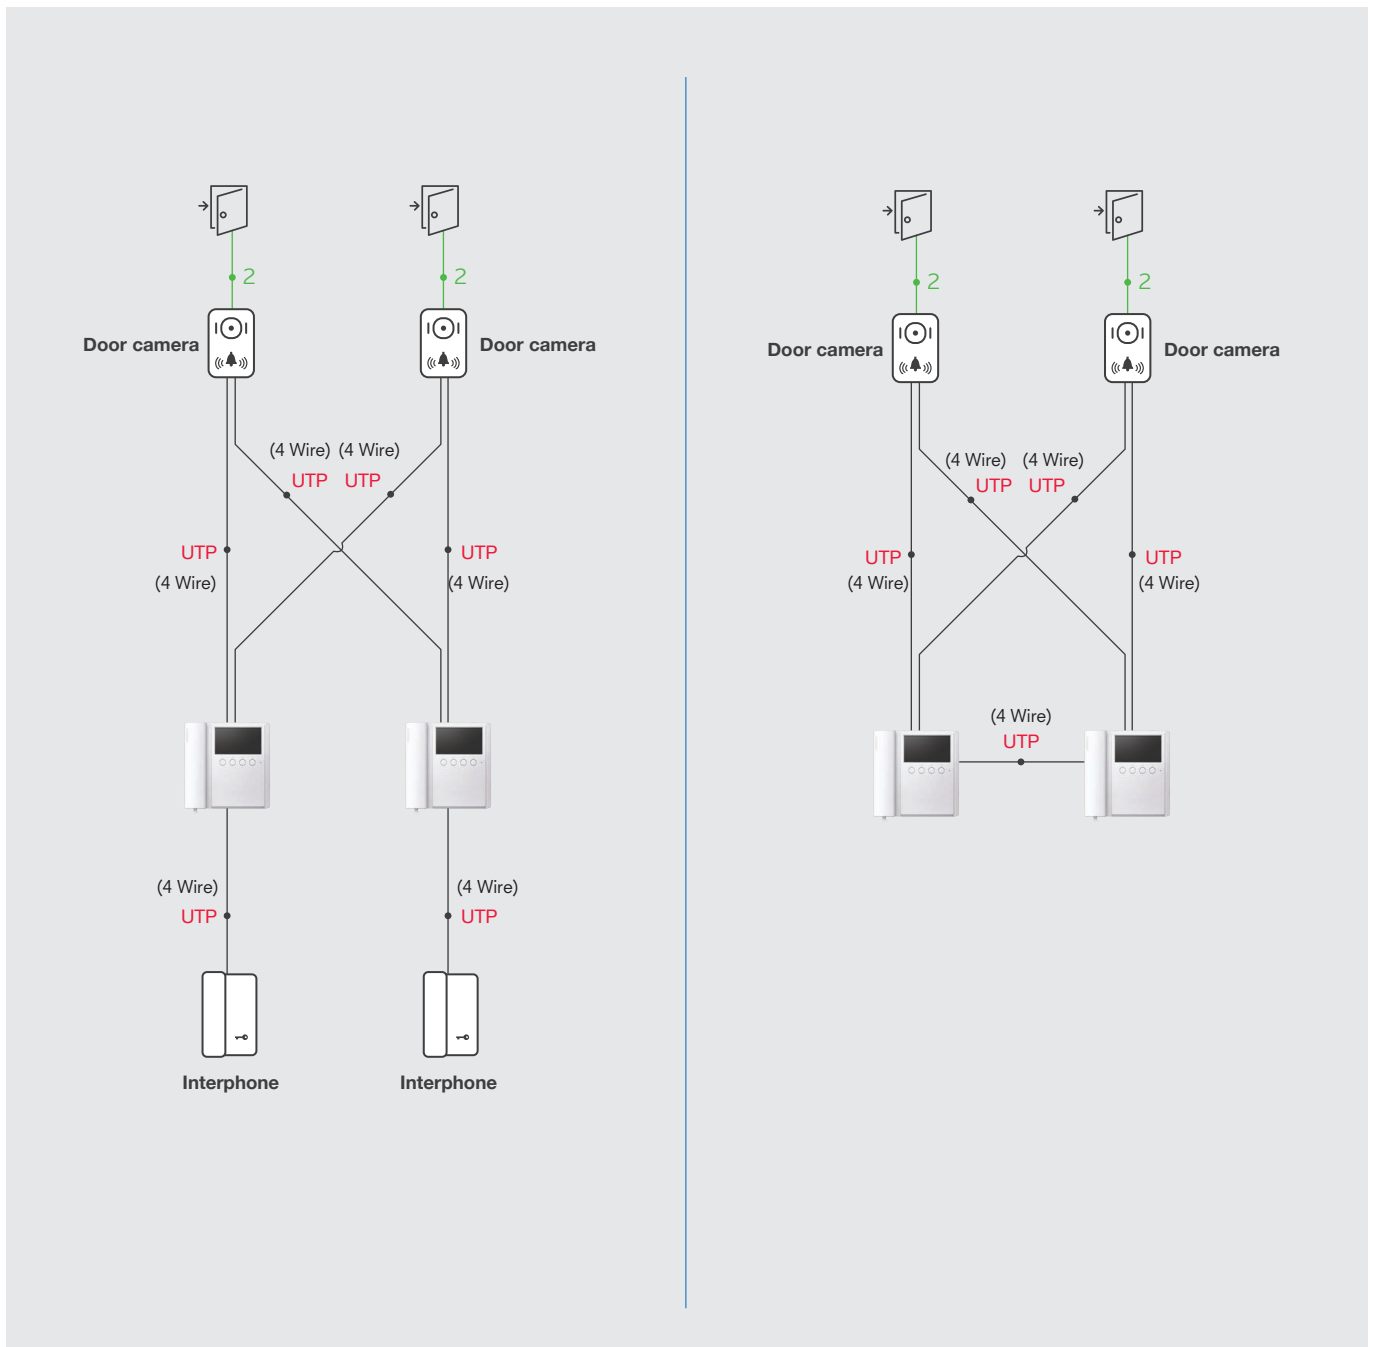 2 2
Door camera Door camera
(4 Wire) (4 Wire)
UTP UTP
UTP UTP
(4 Wire) (4 Wire)
(4 Wire) (4 Wire)
UTP UTP
Interphone Interphone
2 2
Door camera Door camera
(4 Wire) (4 Wire)
UTP UTP
UTP UTP
(4 Wire) (4 Wire)
(4 Wire)
UTP